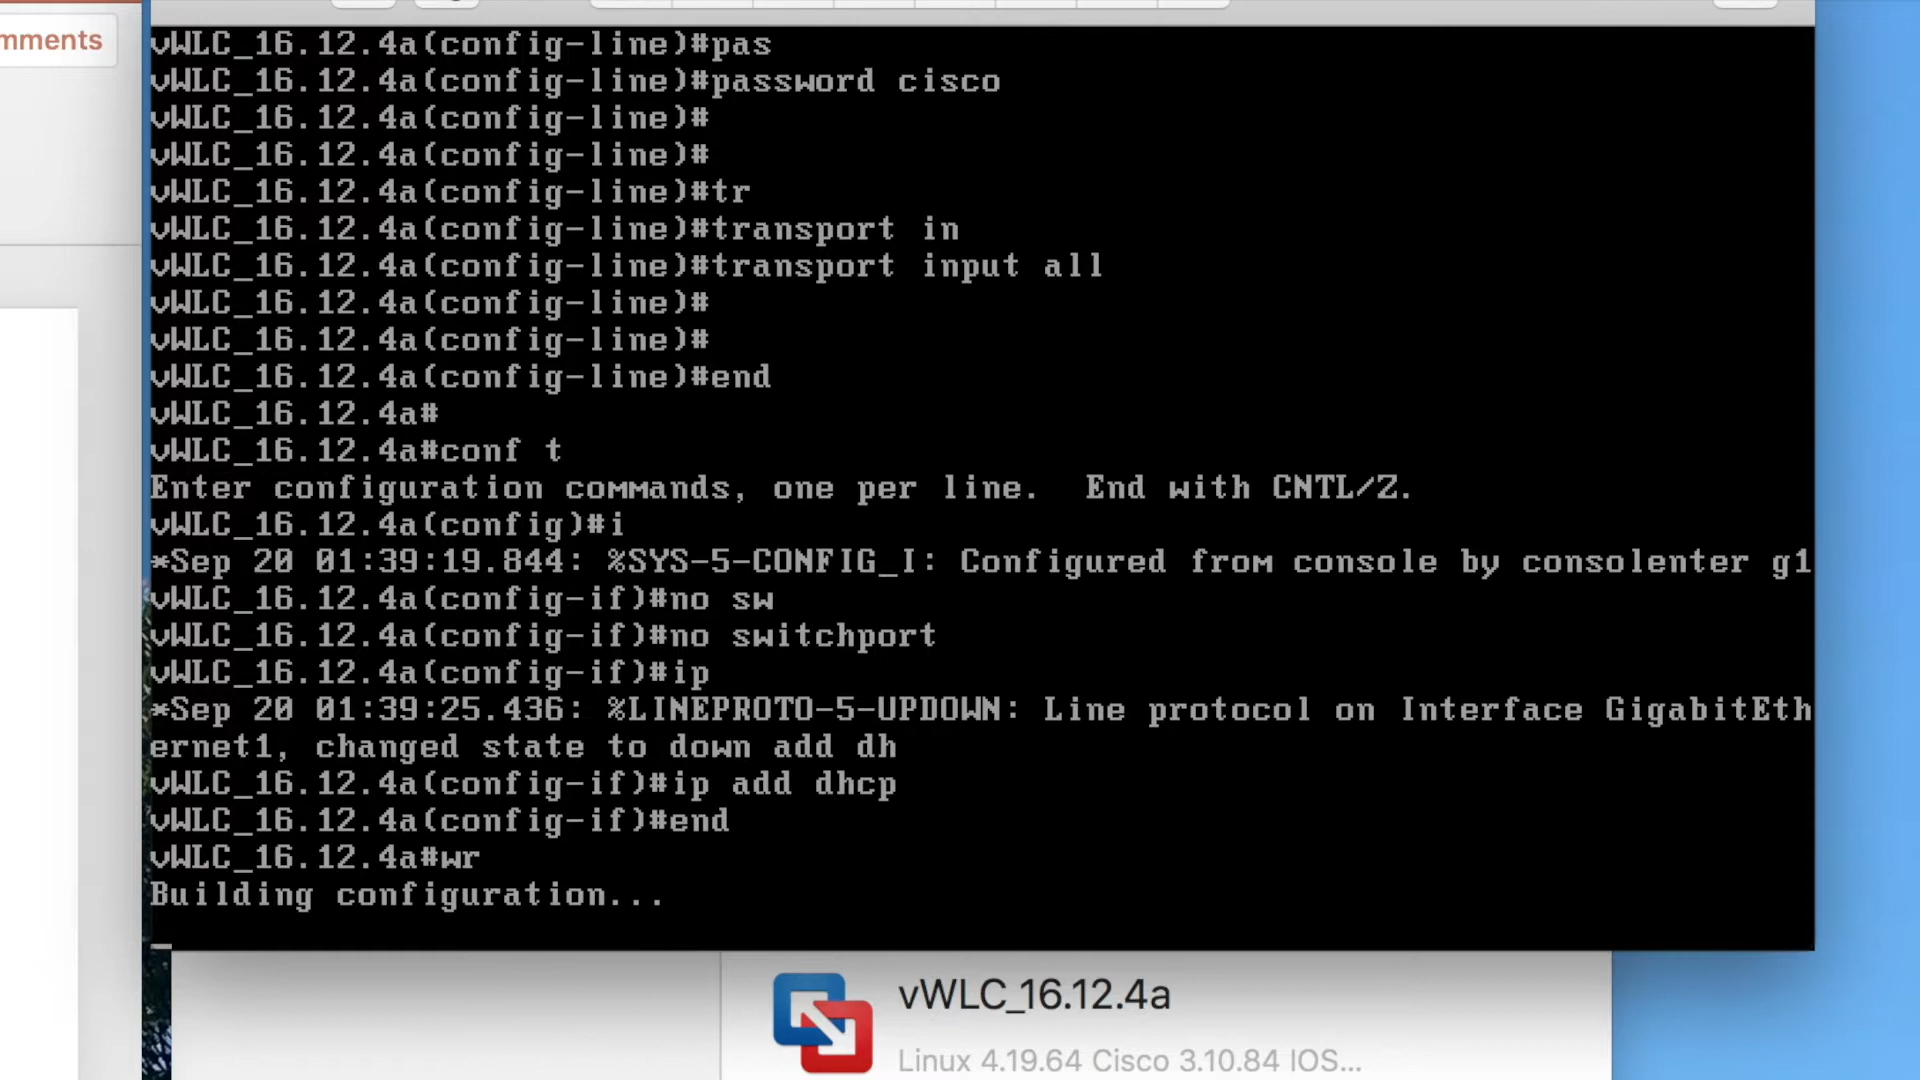 mments
vWLC_16.12.4a(config-line)#pas
vWLC_16.12.4a(config-line)#password cisco
vWLC_16.12.4a(config-line)#
vWLC_16.12.4a(config-line)#
vWLC_16.12.4a(config-line)#tr
vWLC_16.12.4a(config-line)#transport in
vWLC_16.12.4a(config-line)#transport input all
vWLC_16.12.4a(config-line)#
vWLC_16.12.4a(config-line)#
vWLC_16.12.4a(config-line)#end
vWLC_16.12.4a#
vWLC_16.12.4a#conf t
Enter configuration commands, one per line.  End with CNTL/Z.
vWLC_16.12.4a(config)#i
*Sep 20 01:39:19.844: %SYS-5-CONFIG_I: Configured from console by consolenter g1
vWLC_16.12.4a(config-if)#no sw
vWLC_16.12.4a(config-if)#no switchport
vWLC_16.12.4a(config-if)#ip
*Sep 20 01:39:25.436: %LINEPROTO-5-UPDOWN: Line protocol on Interface GigabitEth
ernet1, changed state to down add dh
vWLC_16.12.4a(config-if)#ip add dhcp
vWLC_16.12.4a(config-if)#end
vWLC_16.12.4a#wr
Building configuration...
vWLC_16.12.4a
Linux 4.19.64 Cisco 3.10.84 IOS...